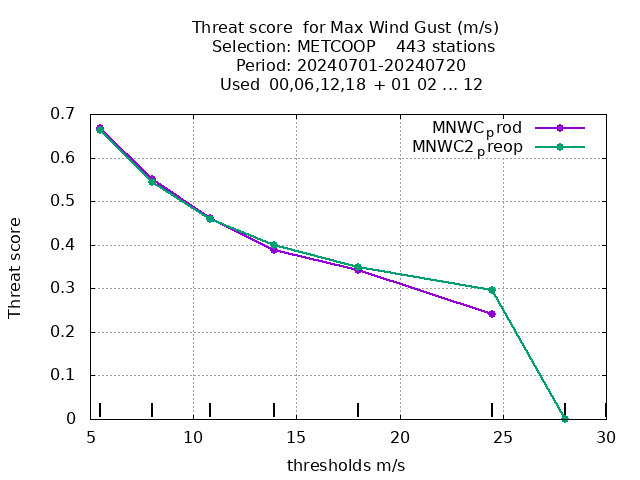 Threat score  for Max Wind Gust (m/s)
Selection: METCOOP    443 stations
Period: 20240701-20240720
Used  00,06,12,18  + 01 02 ... 12
MNWCprod
MNWC2preop
0.7
0.6
0.5
0.4
0.3
0.2
0.1
0
Threat score
5 10 15 20 25 30
thresholds m/s